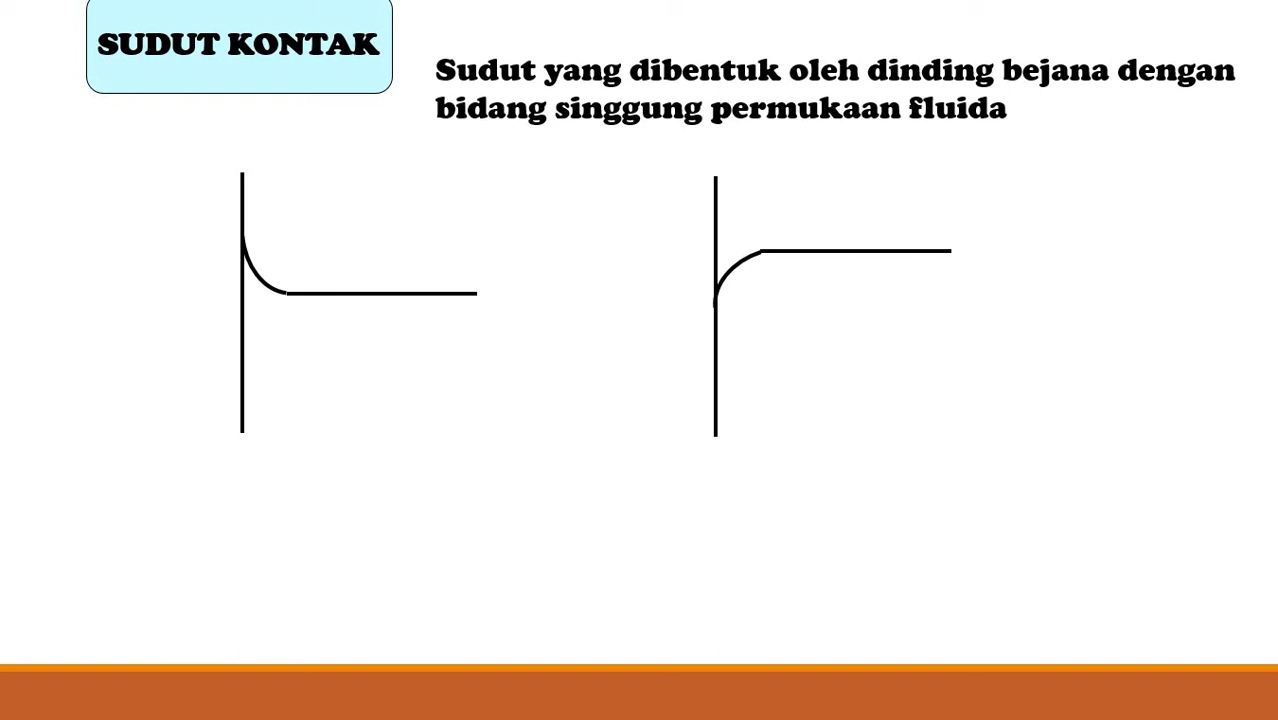 SUDUT KONTAK
Sudut yang dibentuk oleh dinding bejana dengan
bidang singgung permukaan fluida